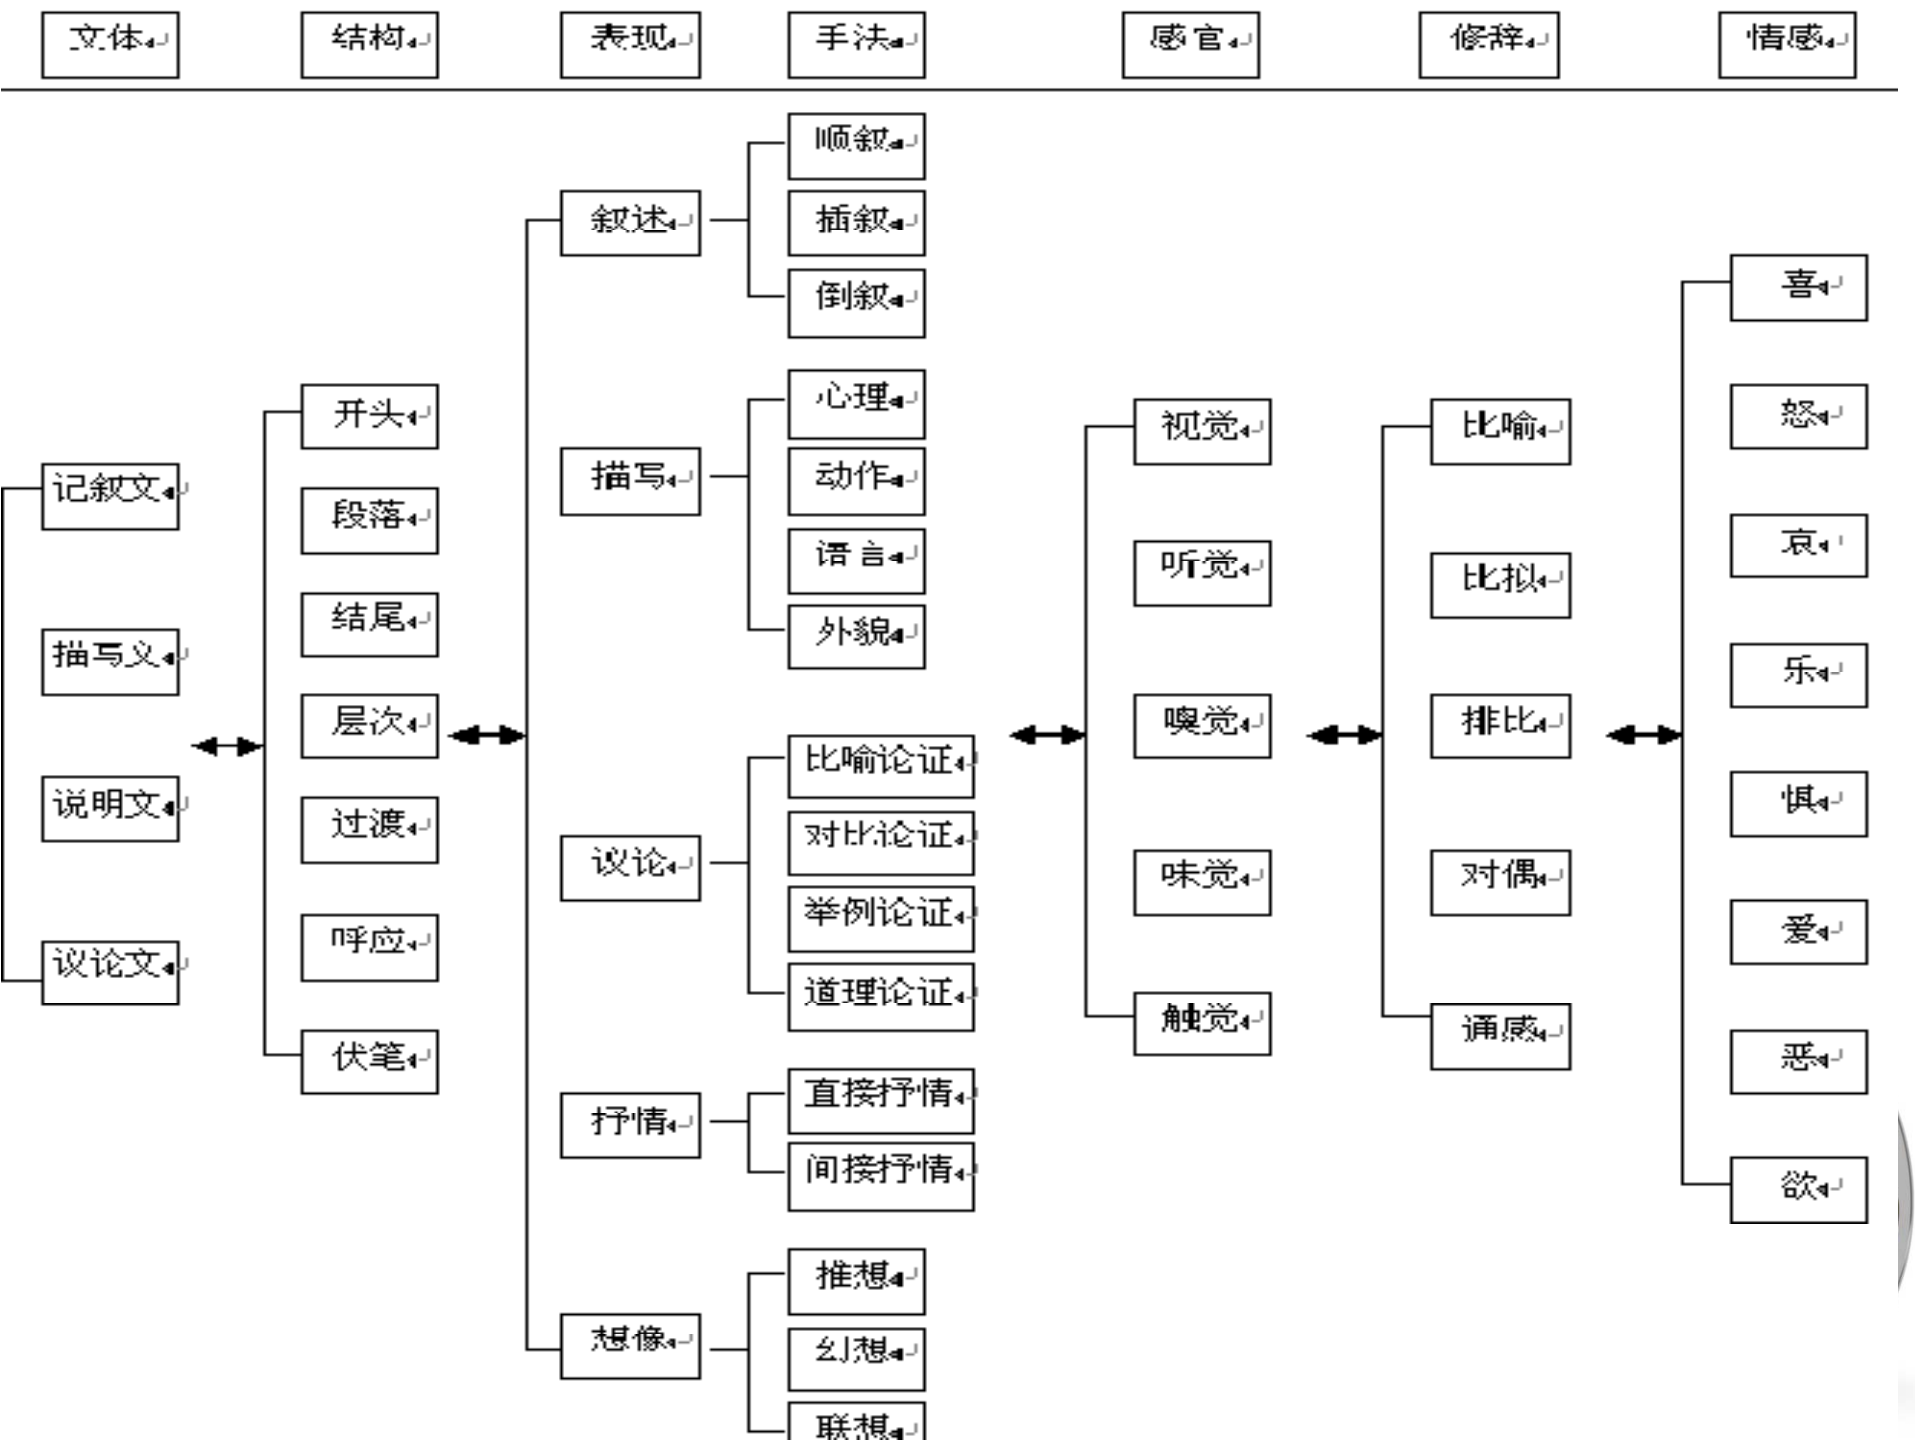 文体
结构
表现
手法
感官
修辞
情感
记叙文
描写义
说明文
议论文
开头
段落
结尾
层次
过渡
呼应
伏笔
叙述
描写
议论
抒情
想像
顺叙
插叙
倒叙
心理
动作
语言
外貌
比喻论证
对比论证
举例论证
道理论证
直接抒情
间接抒情
推想
幻想
联想
视觉
听觉
嗅觉
味觉
触觉
比喻
比拟
排比
对偶
通感
喜
怒
哀
乐
惧
爱
恶
欲